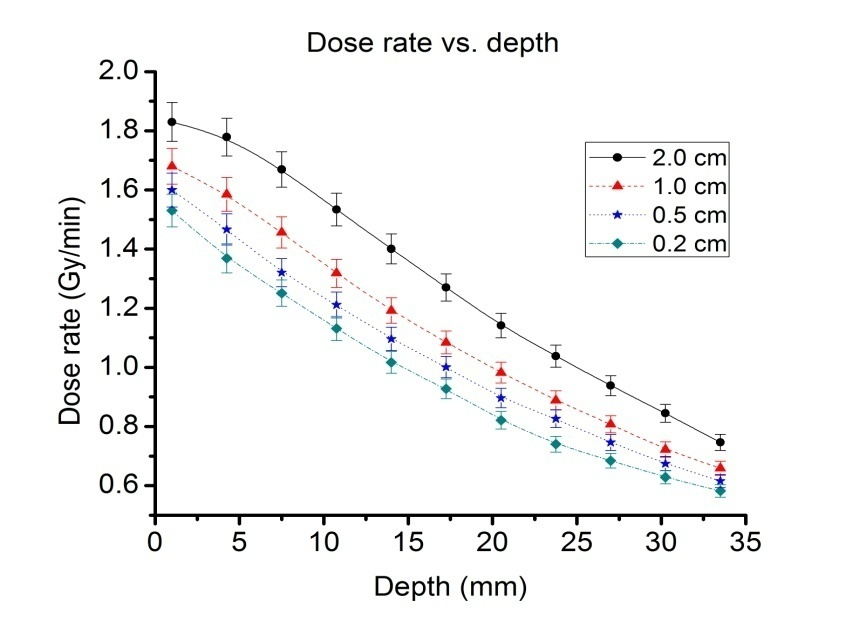 Dose rate vs. depth
2.0
1.8
1.6
1.4
1.2
1.0
0.8
0.6
Dose rate (Gy/min)
2.0 cm
1.0 cm
0.5 cm
0.2 cm
0 5 10 15 20 25 30 35
Depth (mm)